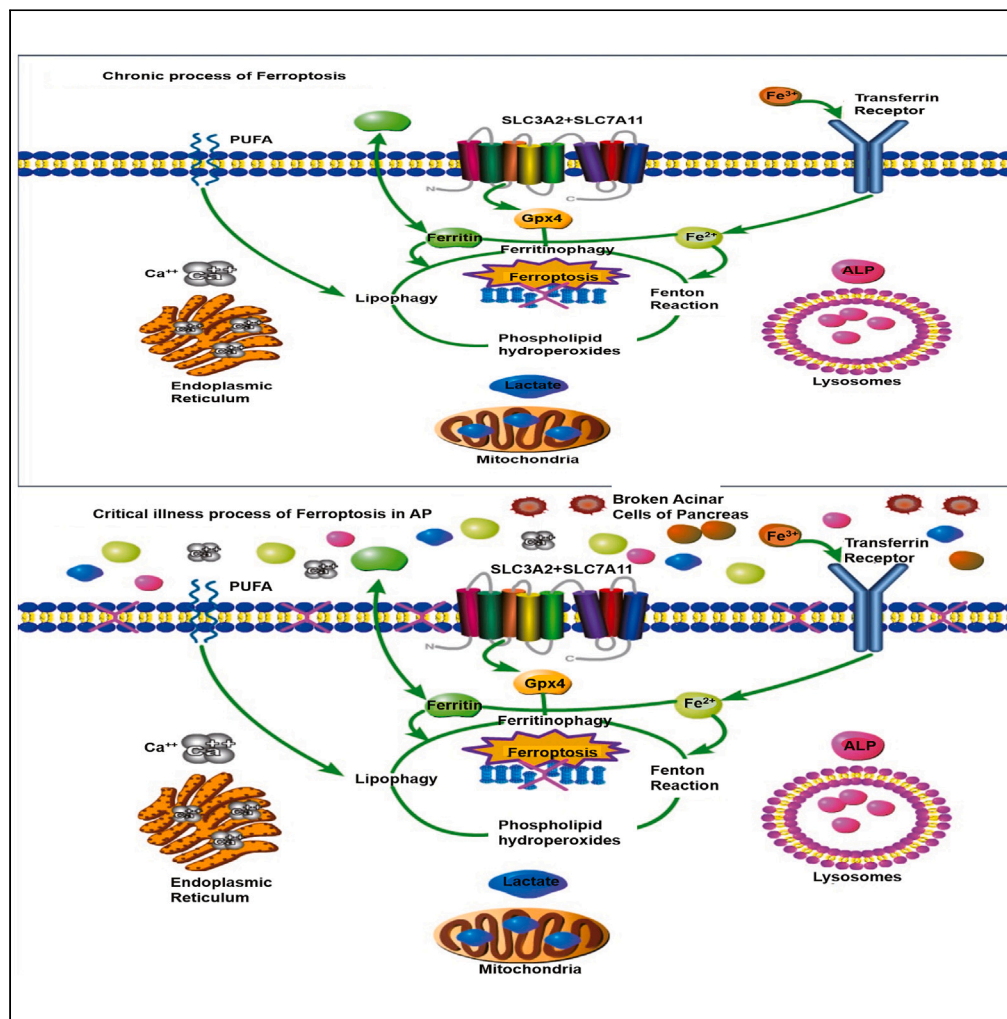 Chronic process of Ferroptosis
Fe³⁺
Transferrin
Receptor
SLC3A2+SLC7A11
PUFA
N
C
Gpx4
Ferritin
Fe²⁺
Ferritinophagy
Ca⁺⁺
Ca⁺⁺
Ferroptosis
ALP
Lipophagy
Fenton
Reaction
Phospholipid
hydroperoxides
Endoplasmic
Reticulum
Lysosomes
Lactate
Mitochondria
Broken Acinar
Cells of Pancreas
Critical illness process of Ferroptosis in AP
Fe³⁺
Transferrin
Receptor
SLC3A2+SLC7A11
PUFA
N
C
Gpx4
Ferritin
Fe²⁺
Ferritinophagy
Ca⁺⁺
Ca⁺⁺
Ferroptosis
ALP
Lipophagy
Fenton
Reaction
Phospholipid
hydroperoxides
Endoplasmic
Reticulum
Lysosomes
Lactate
Mitochondria